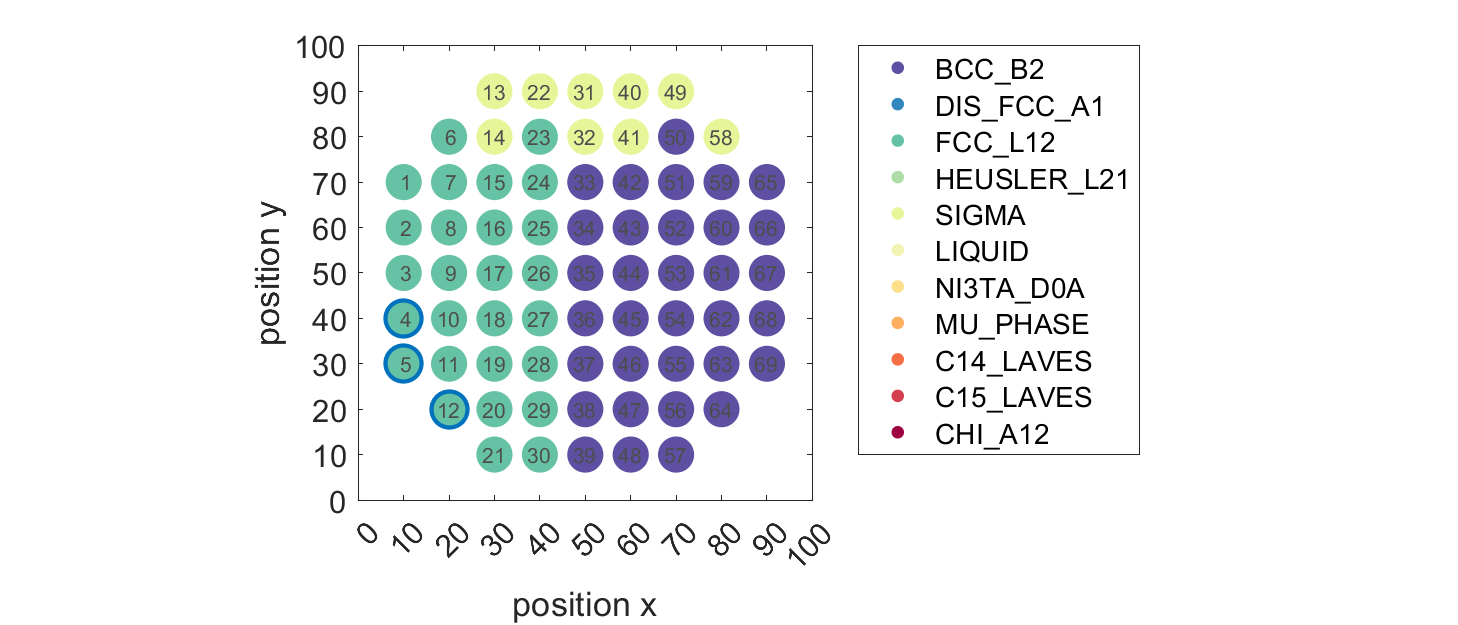 100
90
80
70
60
50
40
30
20
10
0
position y
13 22 31 40 49
6 14 23 32 41 50 58
1 7 15 24 33 42 51 59 65
2 8 16 25 34 43 52 60 66
3 9 17 26 35 44 53 61 67
4 10 18 27 36 45 54 62 68
5 11 19 28 37 46 55 63 69
12 20 29 38 47 56 64
21 30 39 48 57
0 10 20 30 40 50 60 70 80 90 100
position x
BCC_B2
DIS_FCC_A1
FCC_L12
HEUSLER_L21
SIGMA
LIQUID
NI3TA_D0A
MU_PHASE
C14_LAVES
C15_LAVES
CHI_A12